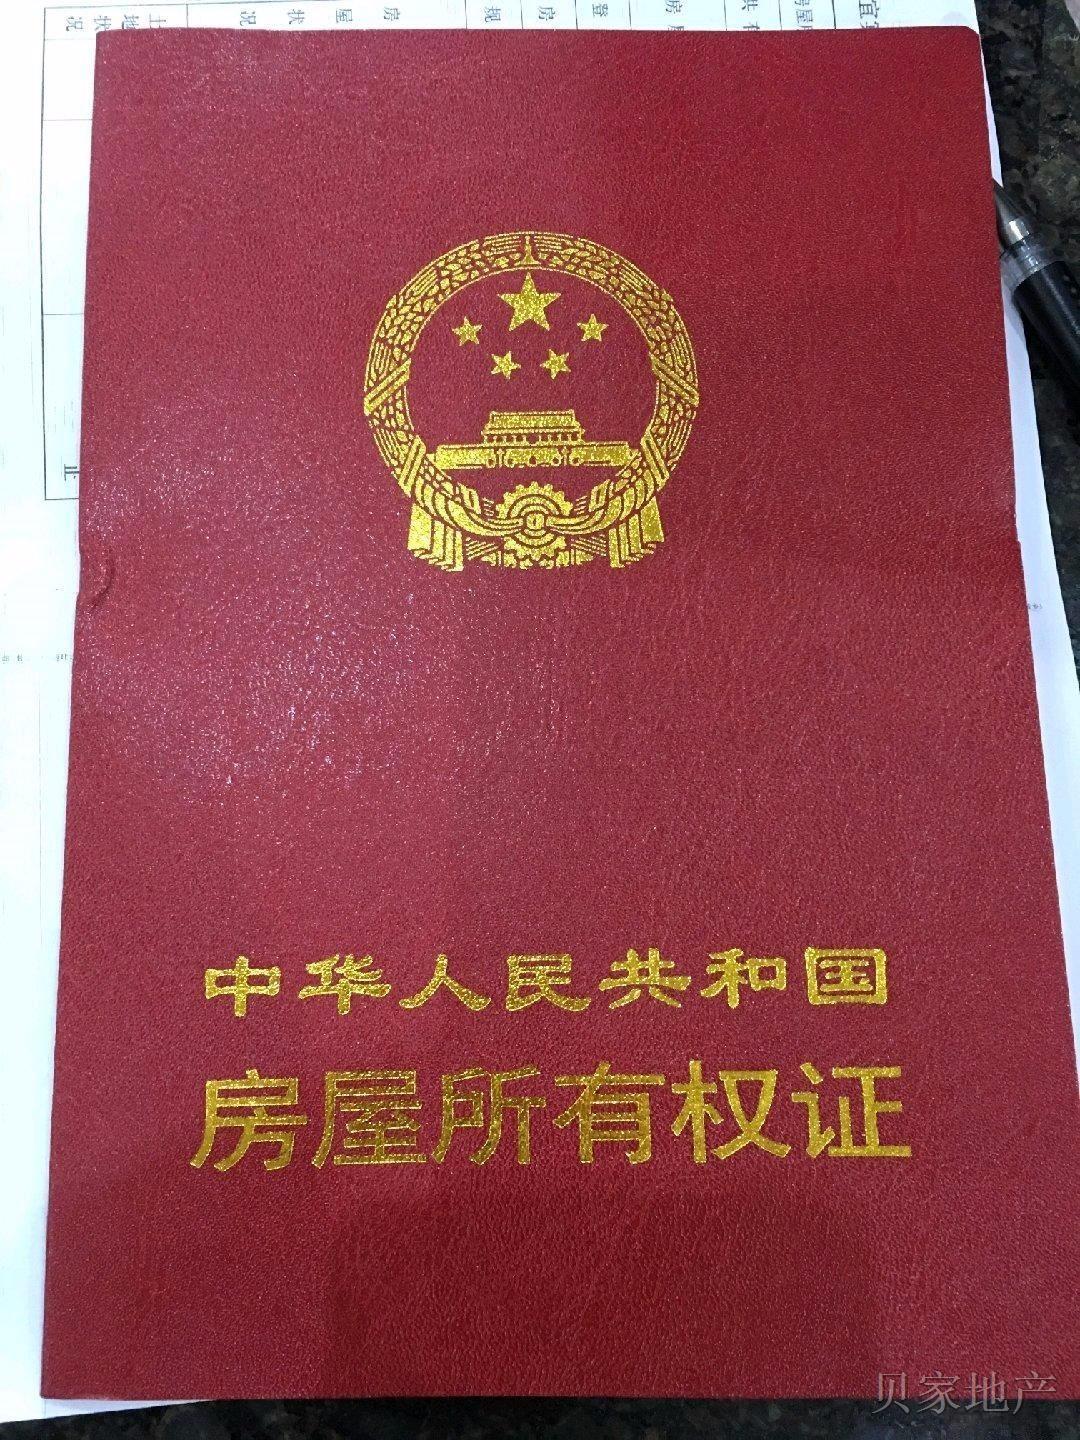 中华人民共和国
房屋所有权证
贝家地产